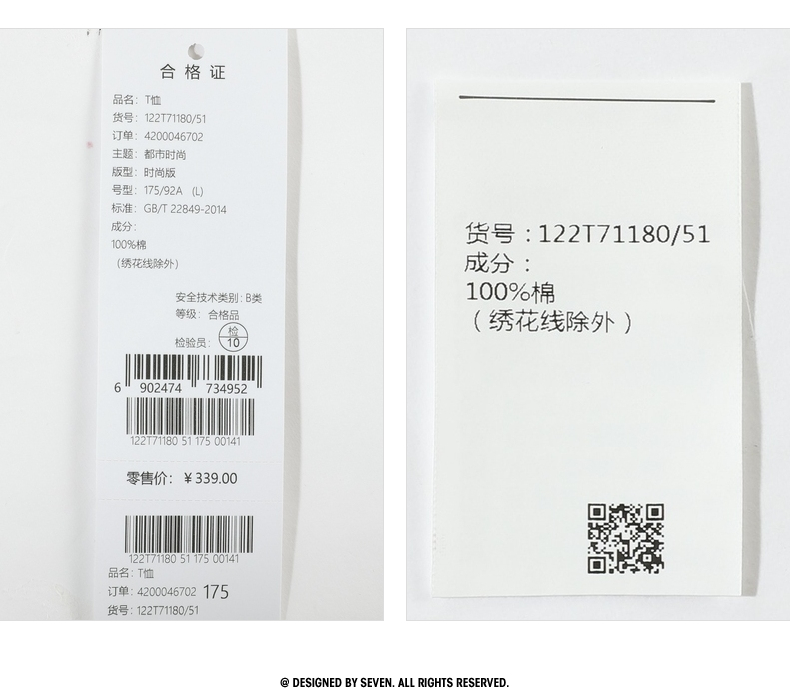 合格证
品名：T恤
货号：122T71180/51
订单：4200046702
主题：都市时尚
版型：时尚版
号型：175/92A （L）
标准：GB/T 22849-2014
成分：
100%棉
（绣花线除外）
安全技术类别：B类
等级：合格品
检验员：检 10
6 902474 734952
122T71180 51 175 00141
零售价：￥339.00
122T71180 51 175 00141
品名：T恤
订单：4200046702 175
货号：122T71180/51
货号：122T71180/51
成分：
100%棉
（绣花线除外）
@ DESIGNED BY SEVEN. ALL RIGHTS RESERVED.